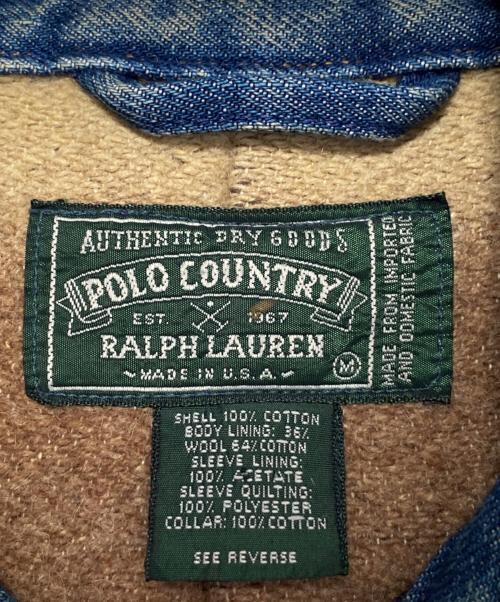 AUTHENTIC DRY GOODS
POLO COUNTRY
EST. 1967
RALPH LAUREN
~MADE IN U.S.A.~
M
MADE FROM IMPORTED
AND DOMESTIC FABRIC
SHELL 100% COTTON
BODY LINING: 36%
WOOL 64% COTTON
SLEEVE LINING:
100% ACETATE
SLEEVE QUILTING:
100% POLYESTER
COLLAR: 100% COTTON
SEE REVERSE